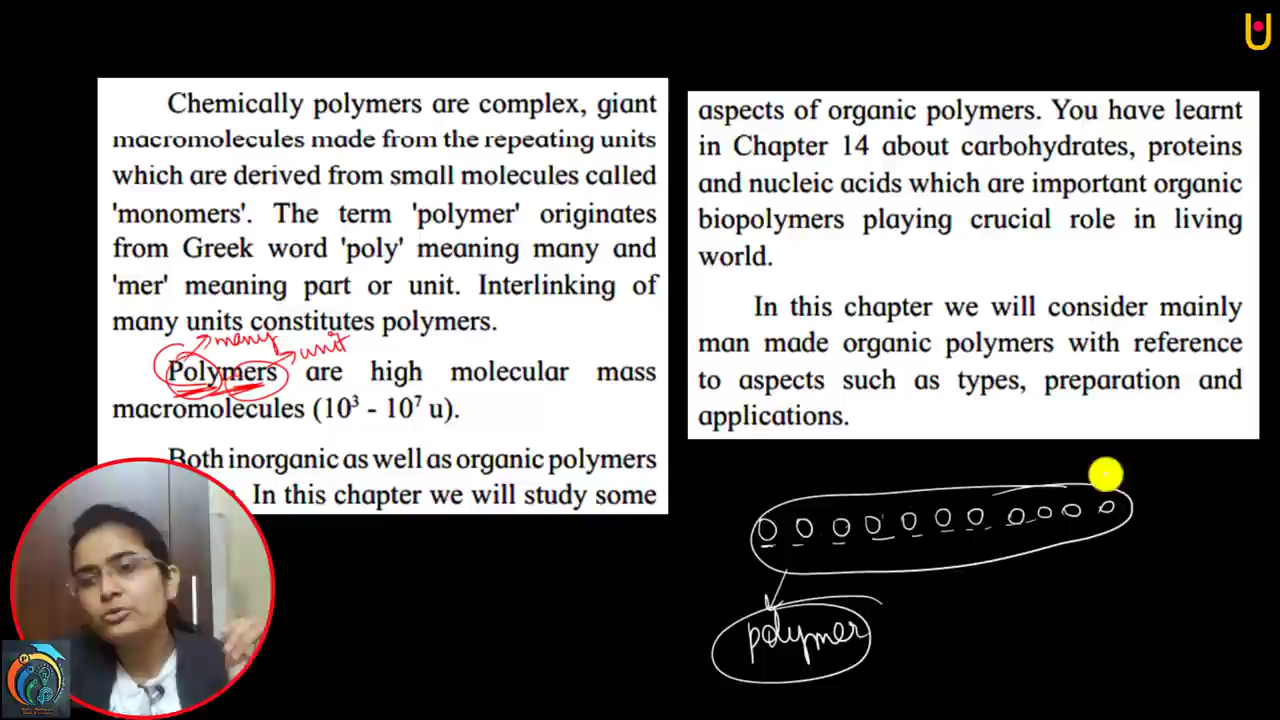 Chemically polymers are complex, giant
macromolecules made from the repeating units
which are derived from small molecules called
'monomers'. The term 'polymer' originates
from Greek word 'poly' meaning many and
'mer' meaning part or unit. Interlinking of
many units constitutes polymers.
many unit
Polymers are high molecular mass
macromolecules (10³ - 10⁷ u).
Both inorganic as well as organic polymers
. In this chapter we will study some
aspects of organic polymers. You have learnt
in Chapter 14 about carbohydrates, proteins
and nucleic acids which are important organic
biopolymers playing crucial role in living
world.
In this chapter we will consider mainly
man made organic polymers with reference
to aspects such as types, preparation and
applications.
polymer